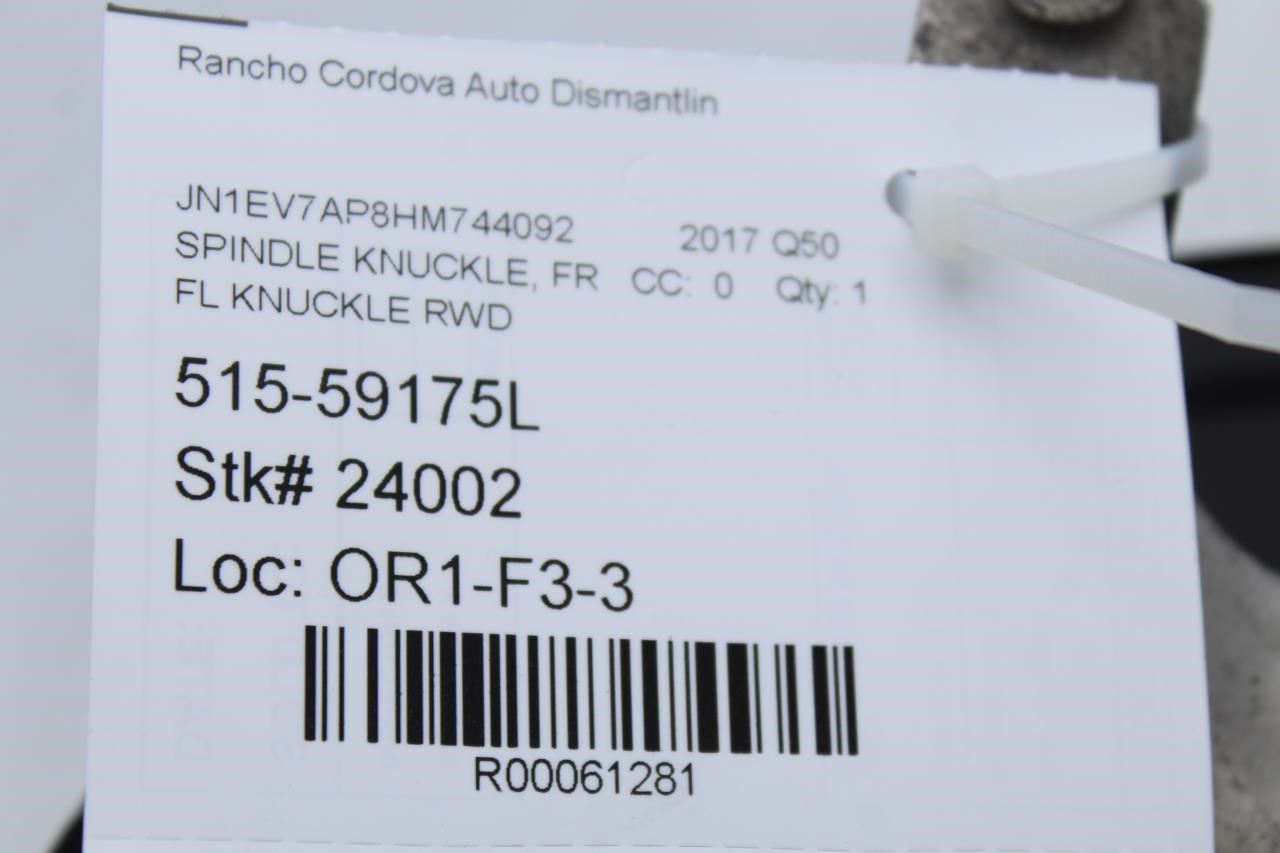 Rancho Cordova Auto Dismantlin
JN1EV7AP8HM744092 2017 Q50
SPINDLE KNUCKLE, FR CC: 0 Qty: 1
FL KNUCKLE RWD
515-59175L
Stk# 24002
Loc: OR1-F3-3
R00061281